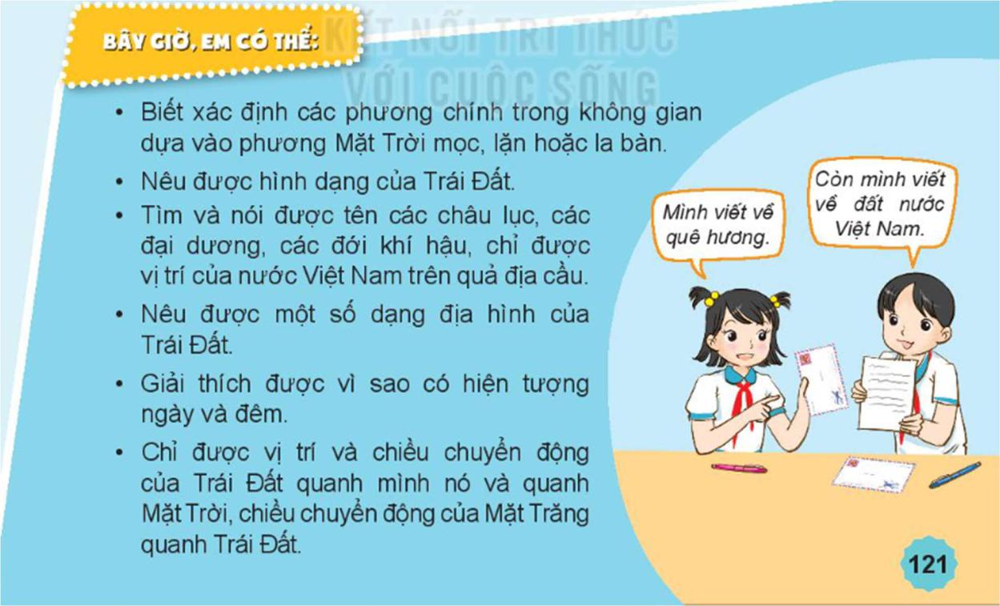 KẾT NỐI TRI THỨC
VỚI CUỘC SỐNG
BÂY GIỜ, EM CÓ THỂ:
• Biết xác định các phương chính trong không gian
dựa vào phương Mặt Trời mọc, lặn hoặc la bàn.
• Nêu được hình dạng của Trái Đất.
• Tìm và nói được tên các châu lục, các
đại dương, các đới khí hậu, chỉ được
vị trí của nước Việt Nam trên quả địa cầu.
• Nêu được một số dạng địa hình của
Trái Đất.
• Giải thích được vì sao có hiện tượng
ngày và đêm.
• Chỉ được vị trí và chiều chuyển động
của Trái Đất quanh mình nó và quanh
Mặt Trời, chiều chuyển động của Mặt Trăng
quanh Trái Đất.
Mình viết về
quê hương.
Còn mình viết
về đất nước
Việt Nam.
121